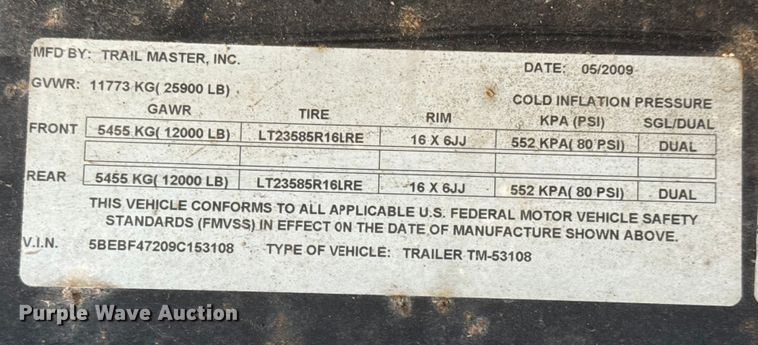 MFD BY: TRAIL MASTER, INC. DATE: 05/2009
GVWR: 11773 KG( 25900 LB)
COLD INFLATION PRESSURE
GAWR TIRE RIM KPA (PSI) SGL/DUAL
FRONT 5455 KG( 12000 LB) LT23585R16LRE 16 X 6JJ 552 KPA( 80 PSI) DUAL
REAR 5455 KG( 12000 LB) LT23585R16LRE 16 X 6JJ 552 KPA( 80 PSI) DUAL
THIS VEHICLE CONFORMS TO ALL APPLICABLE U.S. FEDERAL MOTOR VEHICLE SAFETY
STANDARDS (FMVSS) IN EFFECT ON THE DATE OF MANUFACTURE SHOWN ABOVE.
V.I.N. 5BEBF47209C153108 TYPE OF VEHICLE: TRAILER TM-53108
Purple Wave Auction